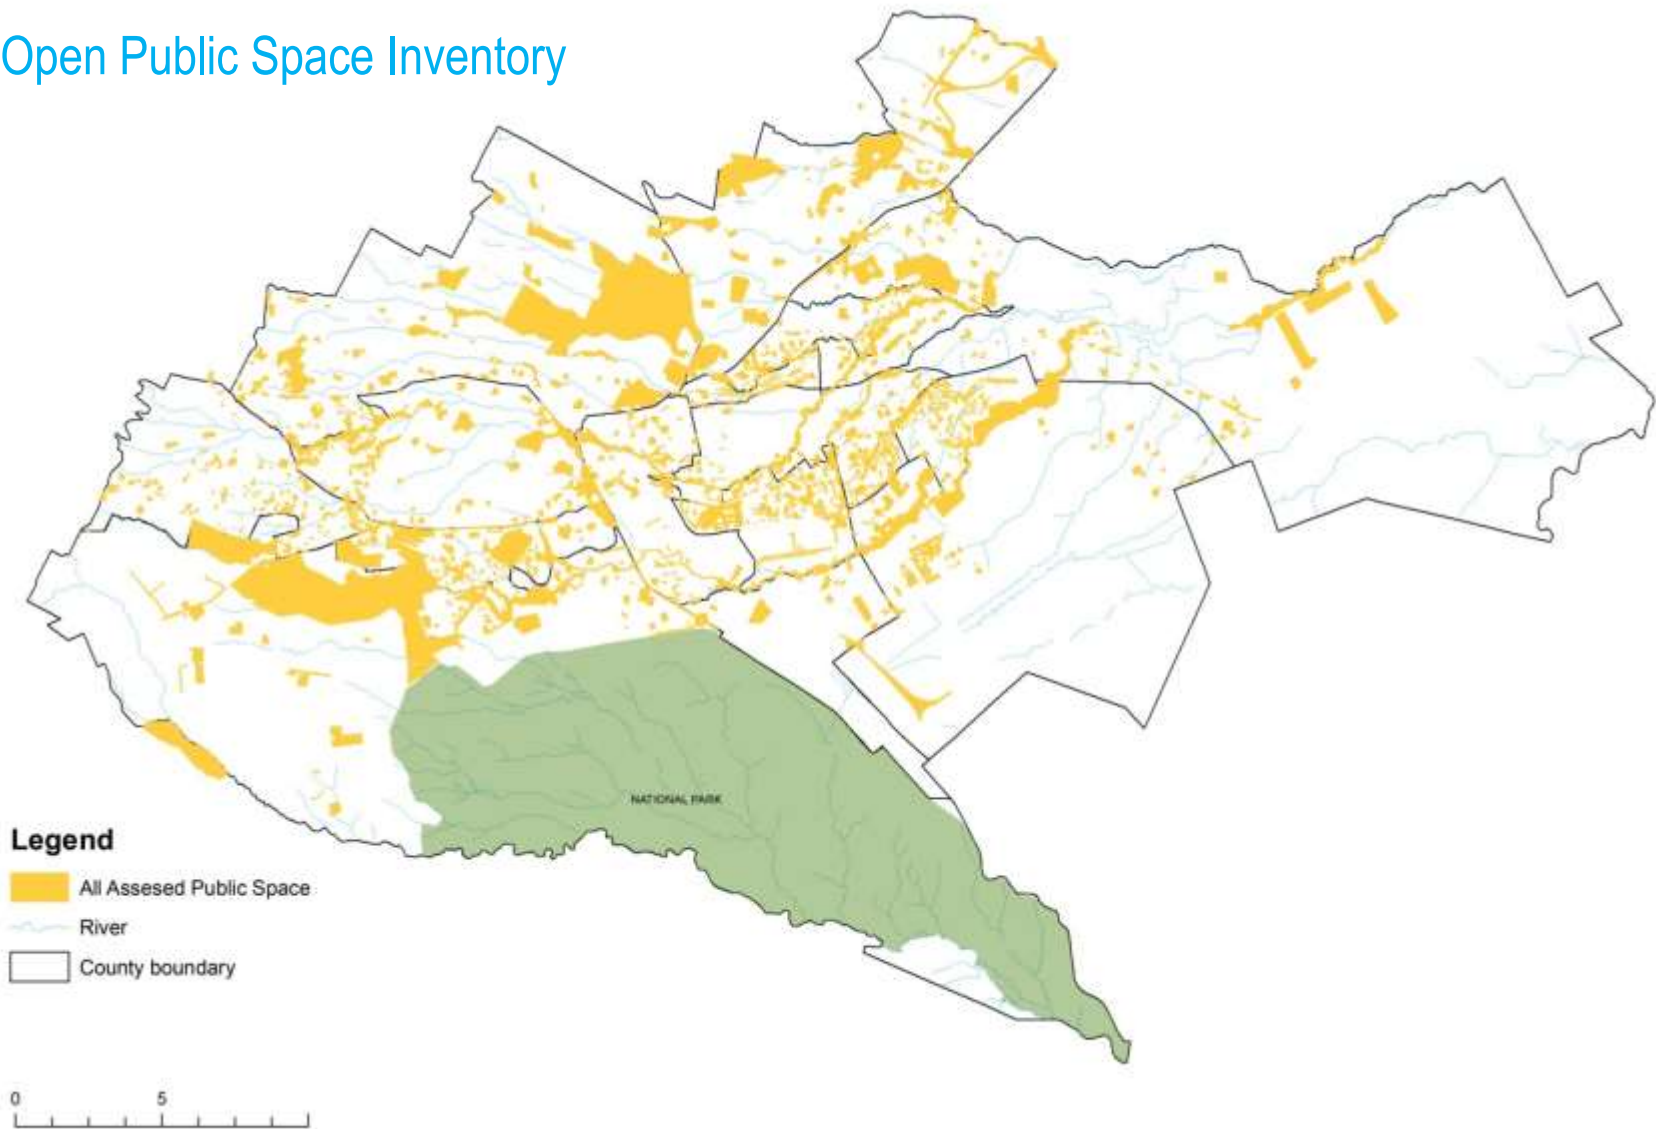 Open Public Space Inventory
NATIONAL PARK
Legend
All Assesed Public Space
River
County boundary
0 5